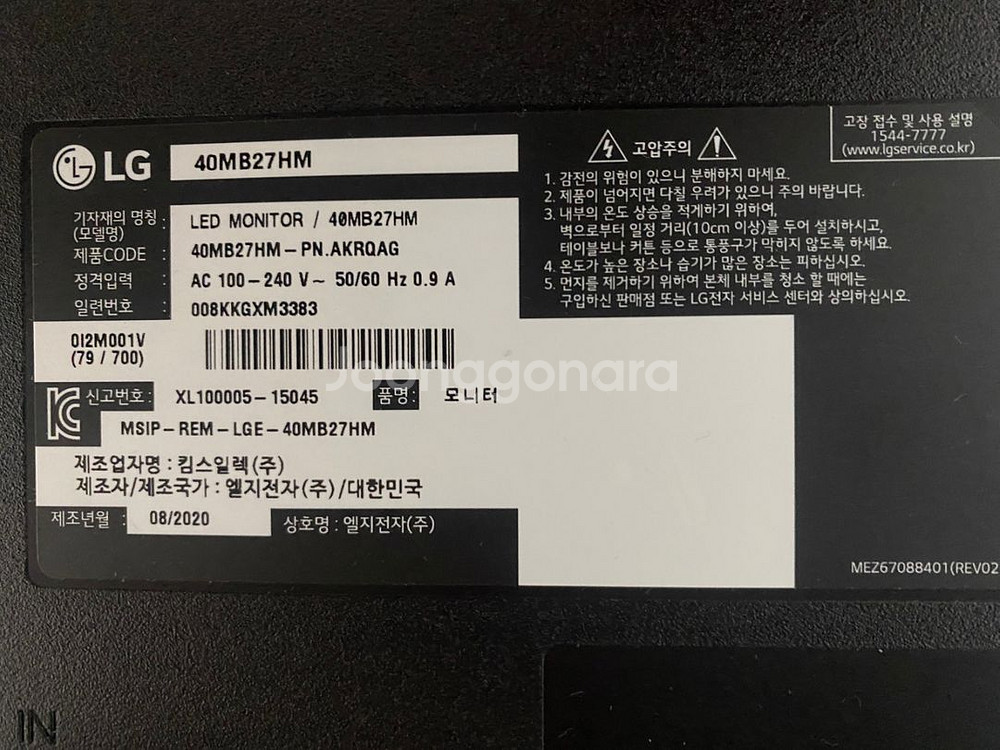 LG 40MB27HM
기자재의 명칭 : LED MONITOR / 40MB27HM
(모델명)
제품CODE : 40MB27HM-PN.AKRQAG
정격입력 : AC 100-240 V~ 50/60 Hz 0.9 A
일련번호 : 008KKGXM3383
0I2M001V
(79 / 700)
신고번호: XL100005-15045 품명: 모니터
MSIP-REM-LGE-40MB27HM
제조업자명 : 킴스일렉(주)
제조자/제조국가 : 엘지전자(주)/대한민국
제조년월 : 08/2020 상호명 : 엘지전자(주)
고압주의
1. 감전의 위험이 있으니 분해하지 마세요.
2. 제품이 넘어지면 다칠 우려가 있으니 주의 바랍니다.
3. 내부의 온도 상승을 적게하기 위하여,
벽으로부터 일정 거리(10cm 이상)를 두어 설치하시고,
테이블보나 커튼 등으로 통풍구가 막히지 않도록 하세요.
4. 온도가 높은 장소나 습기가 많은 장소는 피하십시오.
5. 먼지를 제거하기 위하여 본체 내부를 청소 할 때에는
구입하신 판매점 또는 LG전자 서비스 센터와 상의하십시오.
고장 접수 및 사용 설명
1544-7777
(www.lgservice.co.kr)
MEZ67088401(REV02
Joonagonara
IN